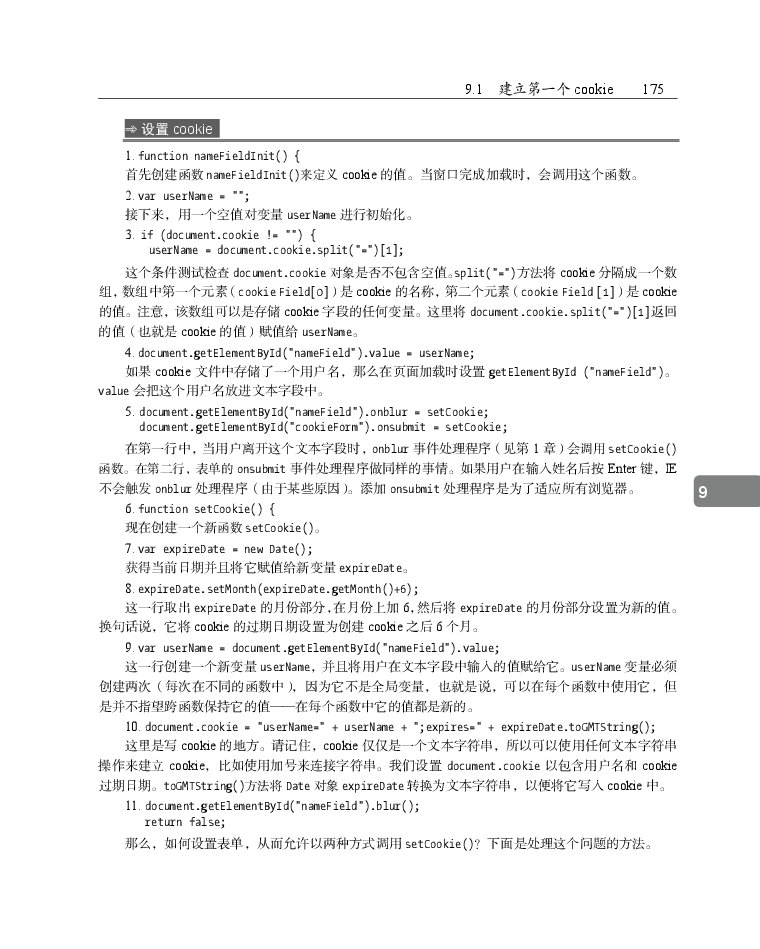 9.1 建立第一个 cookie 175
➾ 设置 cookie
1. function nameFieldInit() {
首先创建函数 nameFieldInit()来定义 cookie 的值。当窗口完成加载时，会调用这个函数。
2. var userName = "";
接下来，用一个空值对变量 userName 进行初始化。
3. if (document.cookie != "") {
userName = document.cookie.split("=")[1];
这个条件测试检查 document.cookie 对象是否不包含空值。split("=")方法将 cookie 分隔成一个数
组，数组中第一个元素（cookieField[0]）是 cookie 的名称，第二个元素（cookieField[1]）是 cookie
的值。注意，该数组可以是存储 cookie 字段的任何变量。这里将 document.cookie.split("=")[1]返回
的值（也就是 cookie 的值）赋值给 userName。
4. document.getElementById("nameField").value = userName;
如果 cookie 文件中存储了一个用户名，那么在页面加载时设置 getElementById ("nameField")。
value 会把这个用户名放进文本字段中。
5. document.getElementById("nameField").onblur = setCookie;
document.getElementById("cookieForm").onsubmit = setCookie;
在第一行中，当用户离开这个文本字段时，onblur 事件处理程序（见第 1 章）会调用 setCookie()
函数。在第二行，表单的 onsubmit 事件处理程序做同样的事情。如果用户在输入姓名后按 Enter 键，IE
不会触发 onblur 处理程序（由于某些原因）。添加 onsubmit 处理程序是为了适应所有浏览器。
9
6. function setCookie() {
现在创建一个新函数 setCookie()。
7. var expireDate = new Date();
获得当前日期并且将它赋值给新变量 expireDate。
8. expireDate.setMonth(expireDate.getMonth()+6);
这一行取出 expireDate 的月份部分，在月份上加 6，然后将 expireDate 的月份部分设置为新的值。
换句话说，它将 cookie 的过期日期设置为创建 cookie 之后 6 个月。
9. var userName = document.getElementById("nameField").value;
这一行创建一个新变量 userName，并且将用户在文本字段中输入的值赋给它。userName 变量必须
创建两次（每次在不同的函数中），因为它不是全局变量，也就是说，可以在每个函数中使用它，但
是并不指望跨函数保持它的值——在每个函数中它的值都是新的。
10. document.cookie = "userName=" + userName + ";expires=" + expireDate.toGMTString();
这里是写 cookie 的地方。请记住，cookie 仅仅是一个文本字符串，所以可以使用任何文本字符串
操作来建立 cookie，比如使用加号来连接字符串。我们设置 document.cookie 以包含用户名和 cookie
过期日期。toGMTString()方法将 Date 对象 expireDate 转换为文本字符串，以便将它写入 cookie 中。
11. document.getElementById("nameField").blur();
return false;
那么，如何设置表单，从而允许以两种方式调用 setCookie()？下面是处理这个问题的方法。